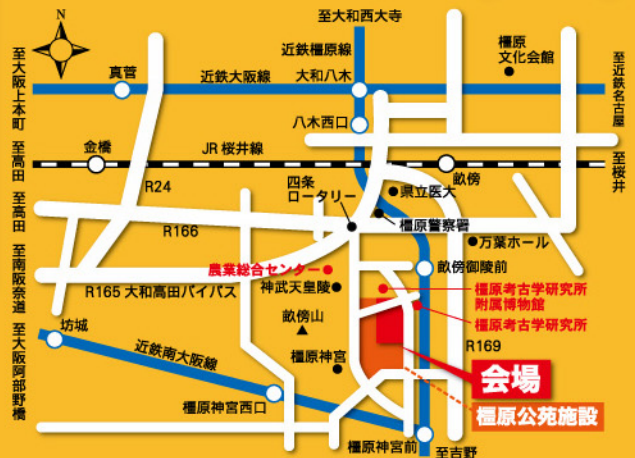 N
至大和西大寺
近鉄橿原線
橿原
文化会館
至大阪上本町
真菅
近鉄大阪線
大和八木
至近鉄名古屋
八木西口
至高田
金橋
JR桜井線
畝傍
至桜井
R24
四条
ロータリー
県立医大
至高田
R166
橿原警察署
万葉ホール
農業総合センター
畝傍御陵前
至南阪奈道
R165 大和高田バイパス
神武天皇陵
橿原考古学研究所
附属博物館
橿原考古学研究所
坊城
近鉄南大阪線
畝傍山
R169
至大阪阿部野橋
橿原神宮
会場
橿原神宮西口
橿原公苑施設
橿原神宮前
至吉野